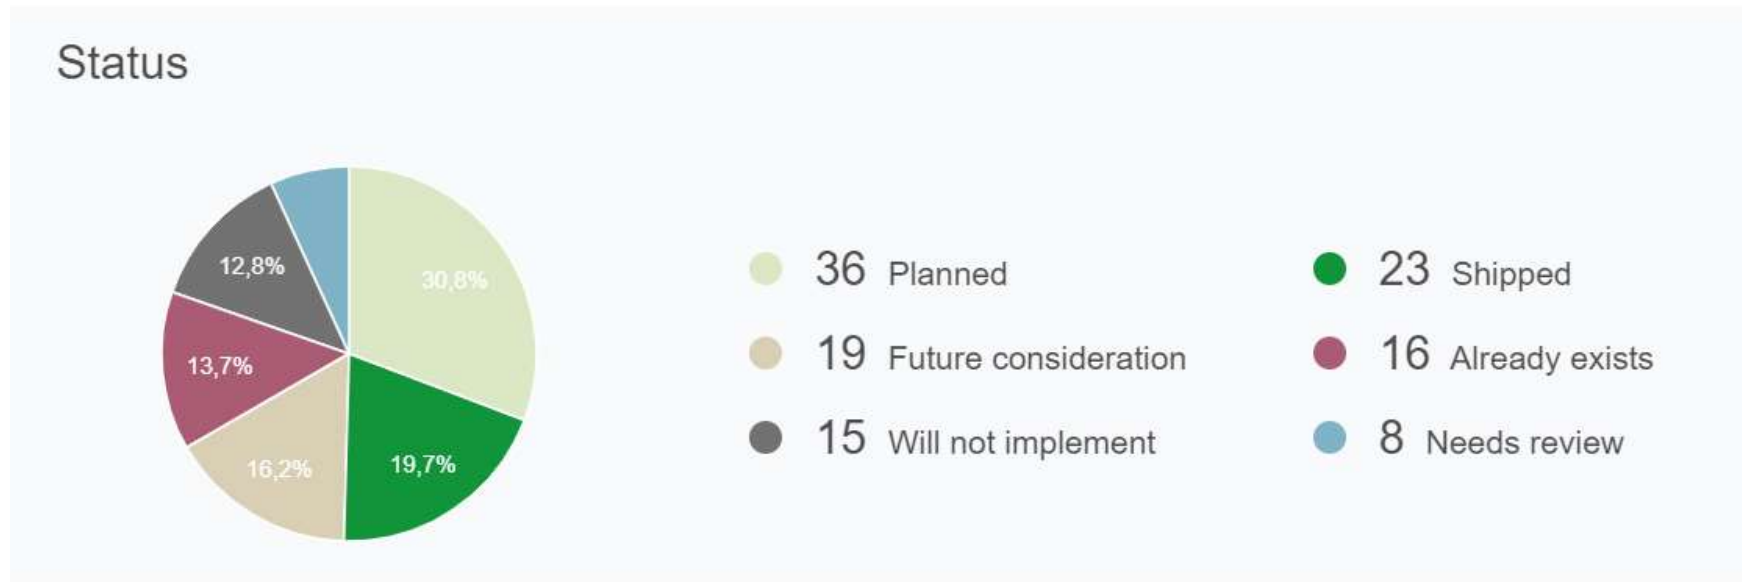 Status
12,8%
30,8%
13,7%
16,2%
19,7%
36 Planned
23 Shipped
19 Future consideration
16 Already exists
15 Will not implement
8 Needs review